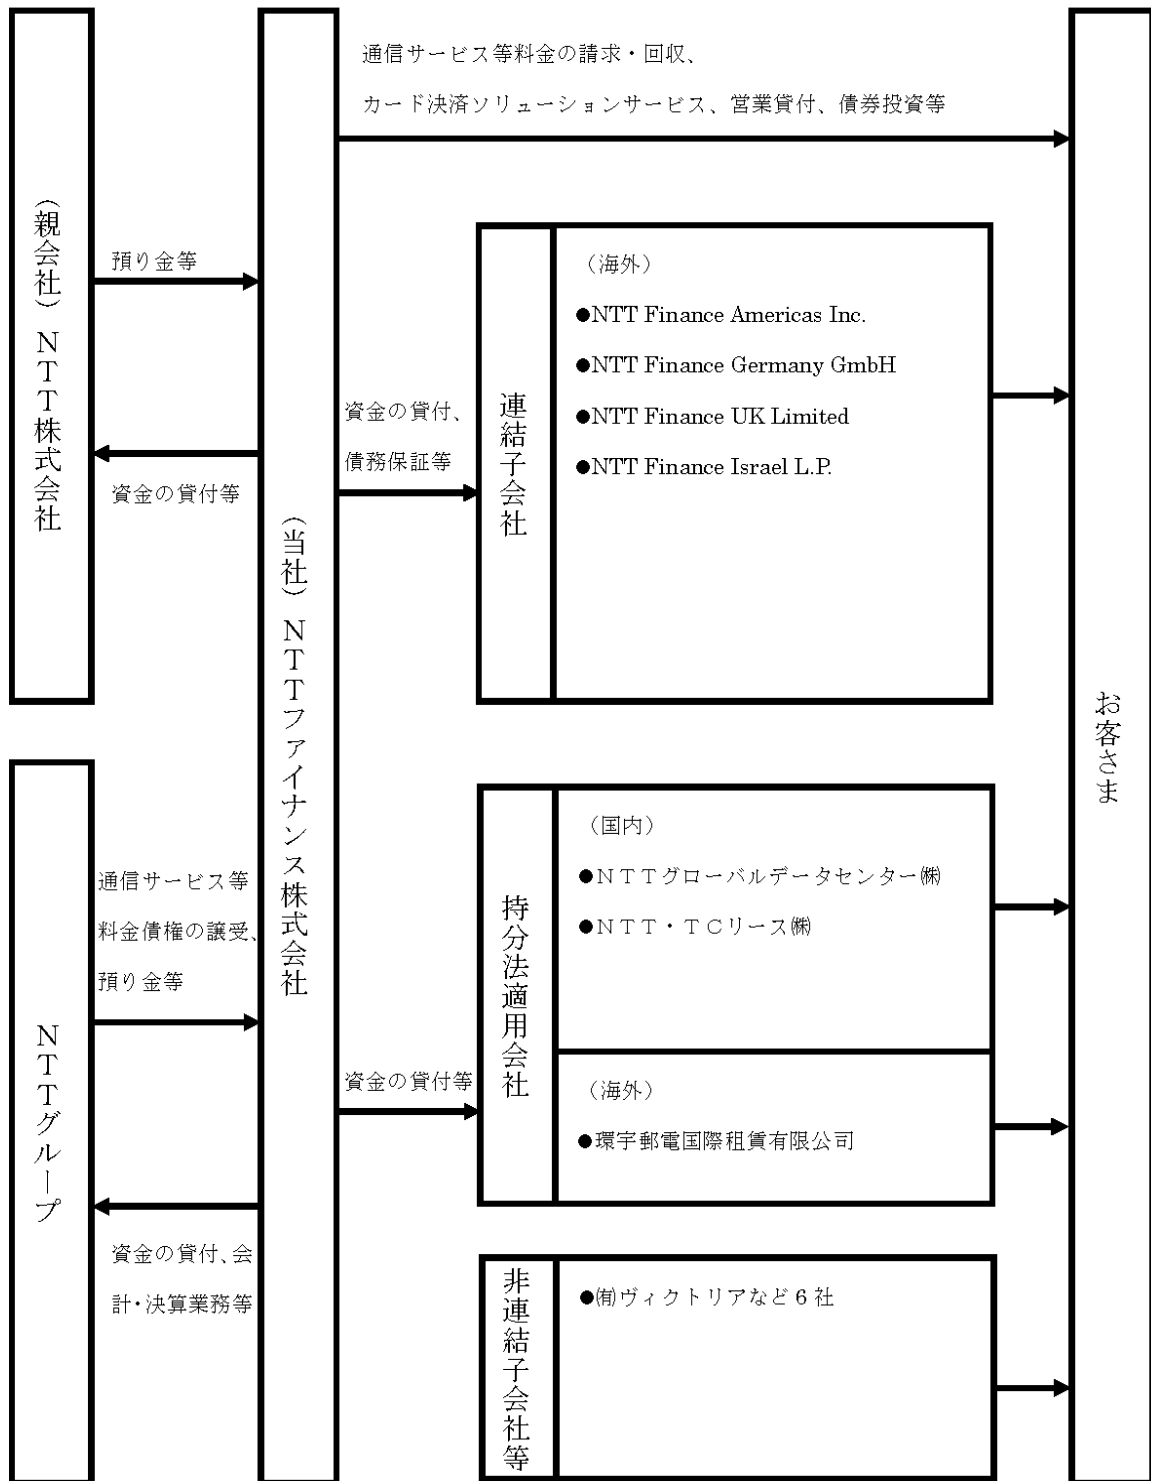 通信サービス等料金の請求・回収、
カード決済ソリューションサービス、営業貸付、債券投資等
（親会社）ＮＴＴ株式会社
預り金等
資金の貸付等
（当社）ＮＴＴファイナンス株式会社
資金の貸付、
債務保証等
連結子会社
（海外）
●NTT Finance Americas Inc.
●NTT Finance Germany GmbH
●NTT Finance UK Limited
●NTT Finance Israel L.P.
お客さま
ＮＴＴグループ
通信サービス等
料金債権の譲受、
預り金等
資金の貸付、会
計・決算業務等
資金の貸付等
持分法適用会社
（国内）
●ＮＴＴグローバルデータセンター㈱
●ＮＴＴ・ＴＣリース㈱
（海外）
●環宇郵電国際租賃有限公司
非連結子会社等
●㈲ヴィクトリアなど 6 社